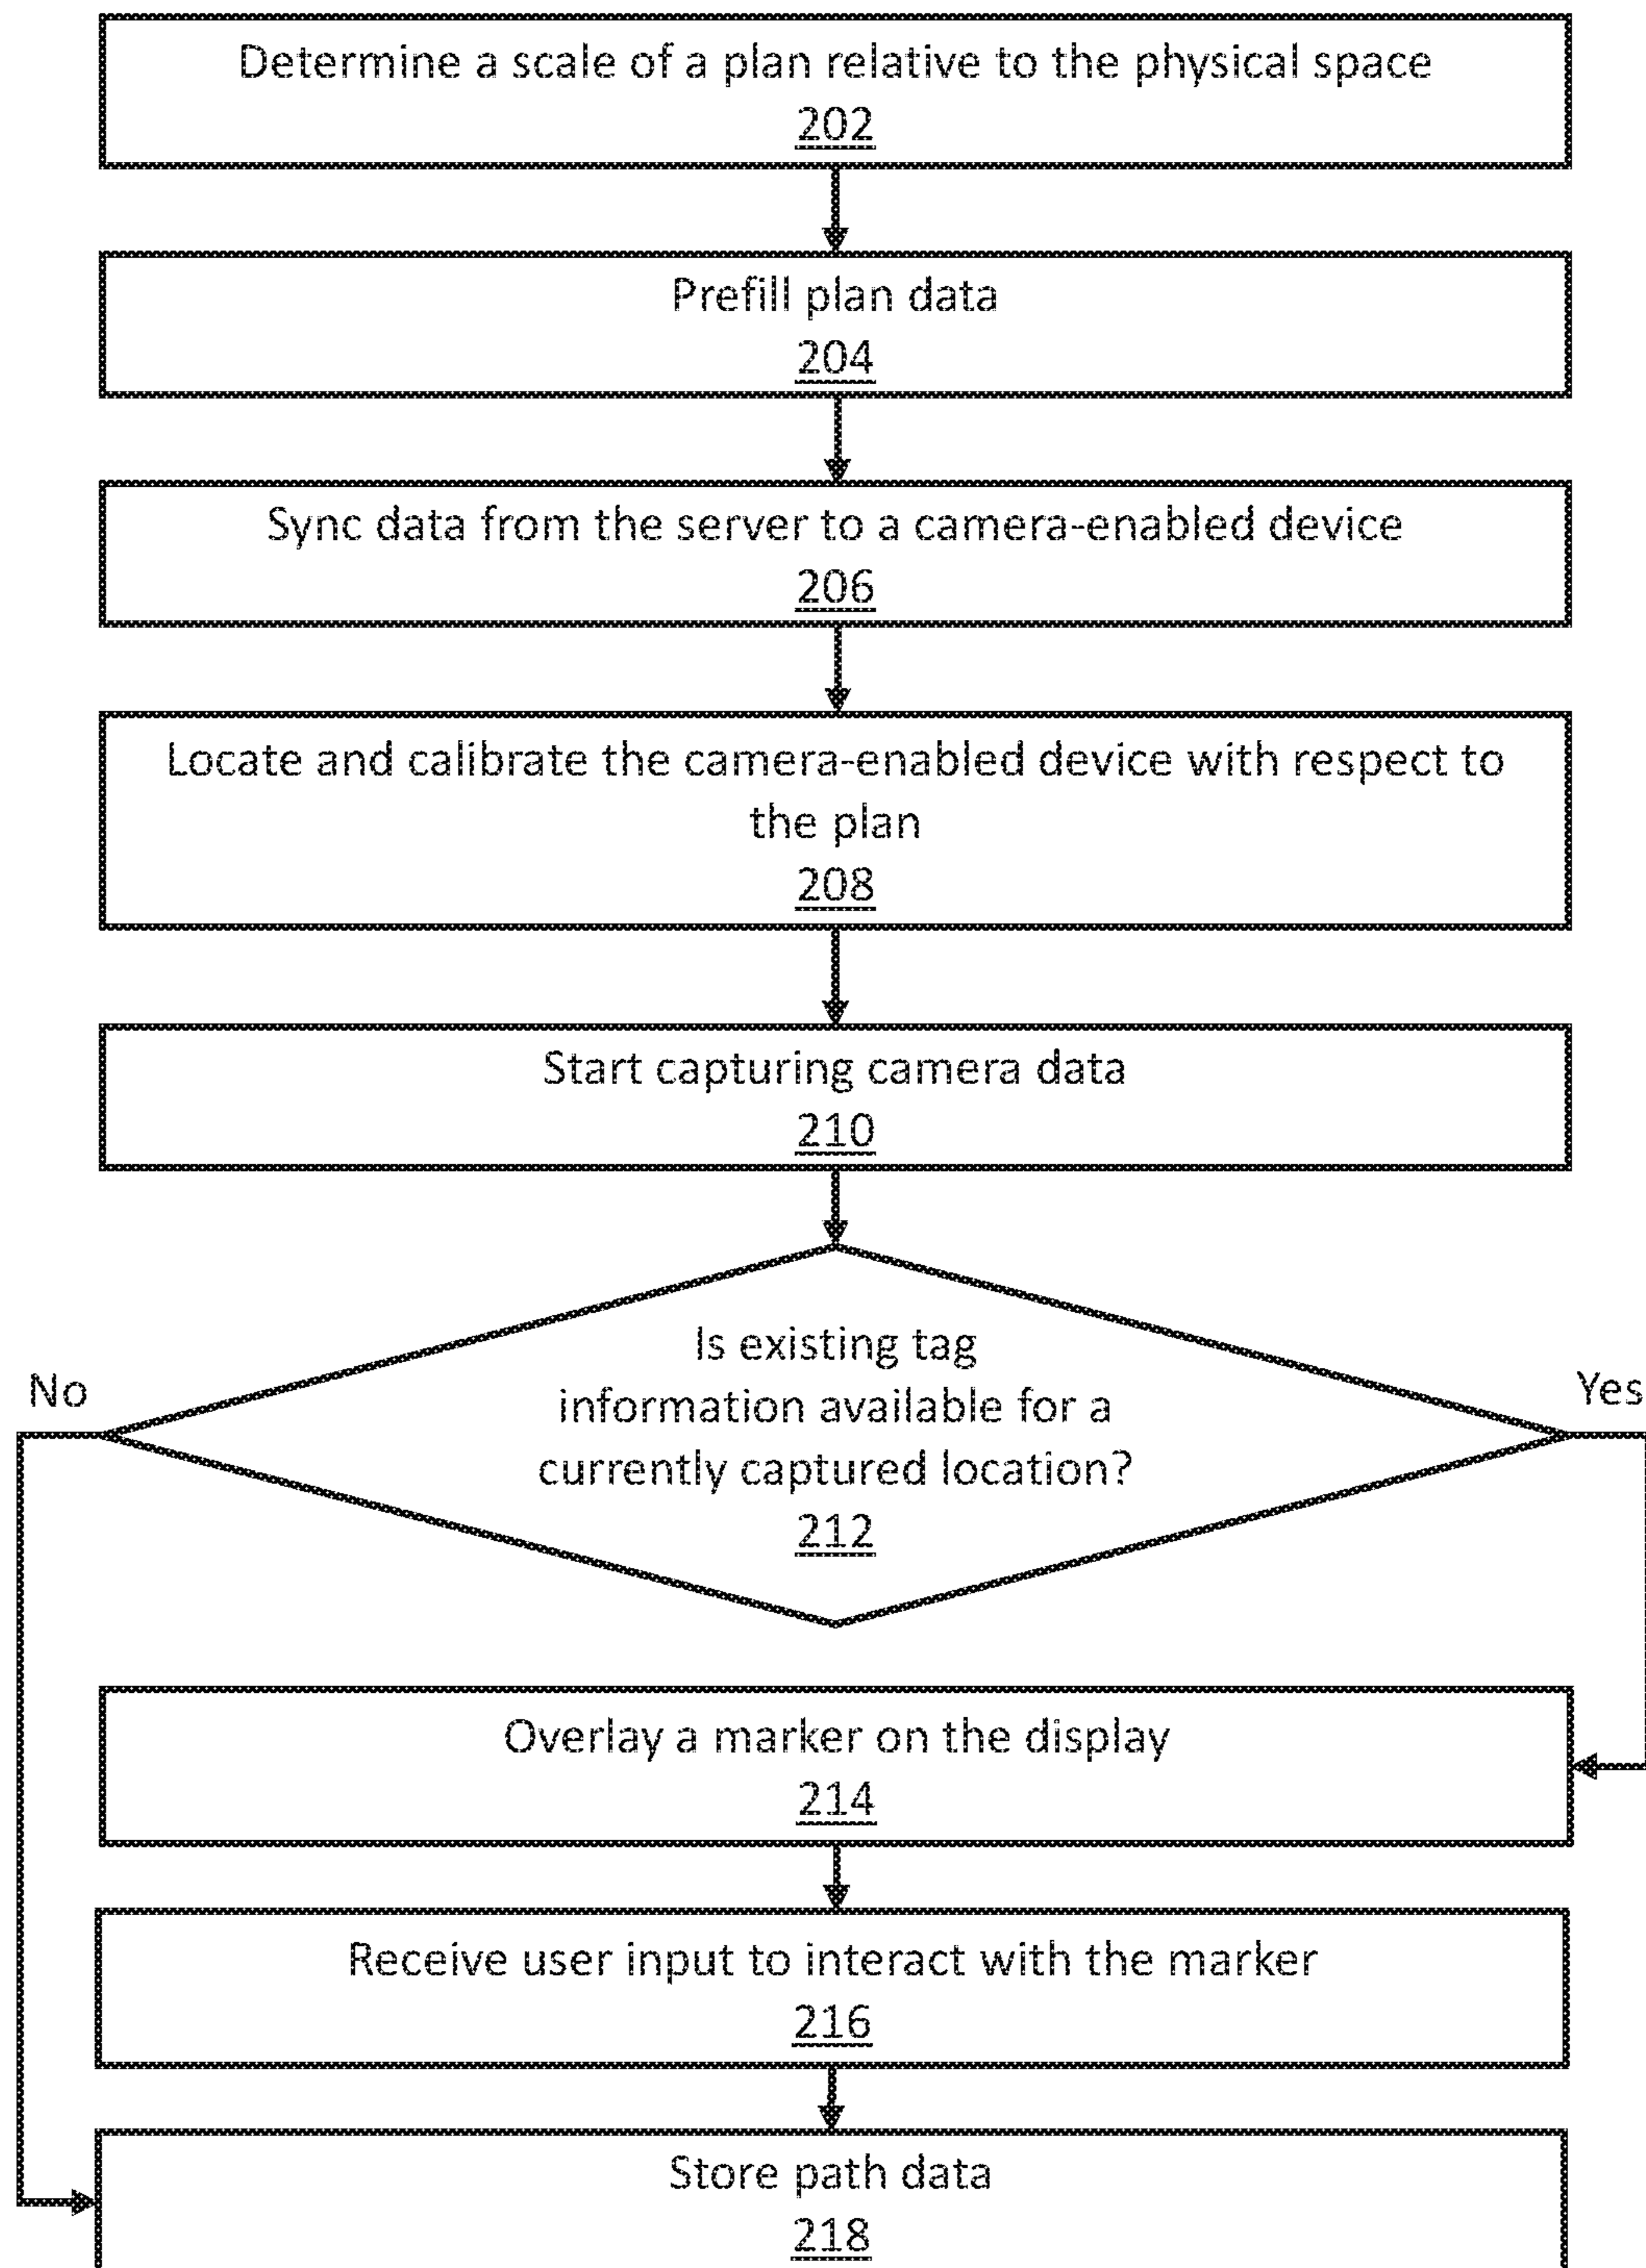 Determine a scale of a plan relative to the physical space
202
Prefill plan data
204
Sync data from the server to a camera-enabled device
206
Locate and calibrate the camera-enabled device with respect to
the plan
208
Start capturing camera data
210
Is existing tag
information available for a
currently captured location?
212
No
Yes
Overlay a marker on the display
214
Receive user input to interact with the marker
216
Store path data
218